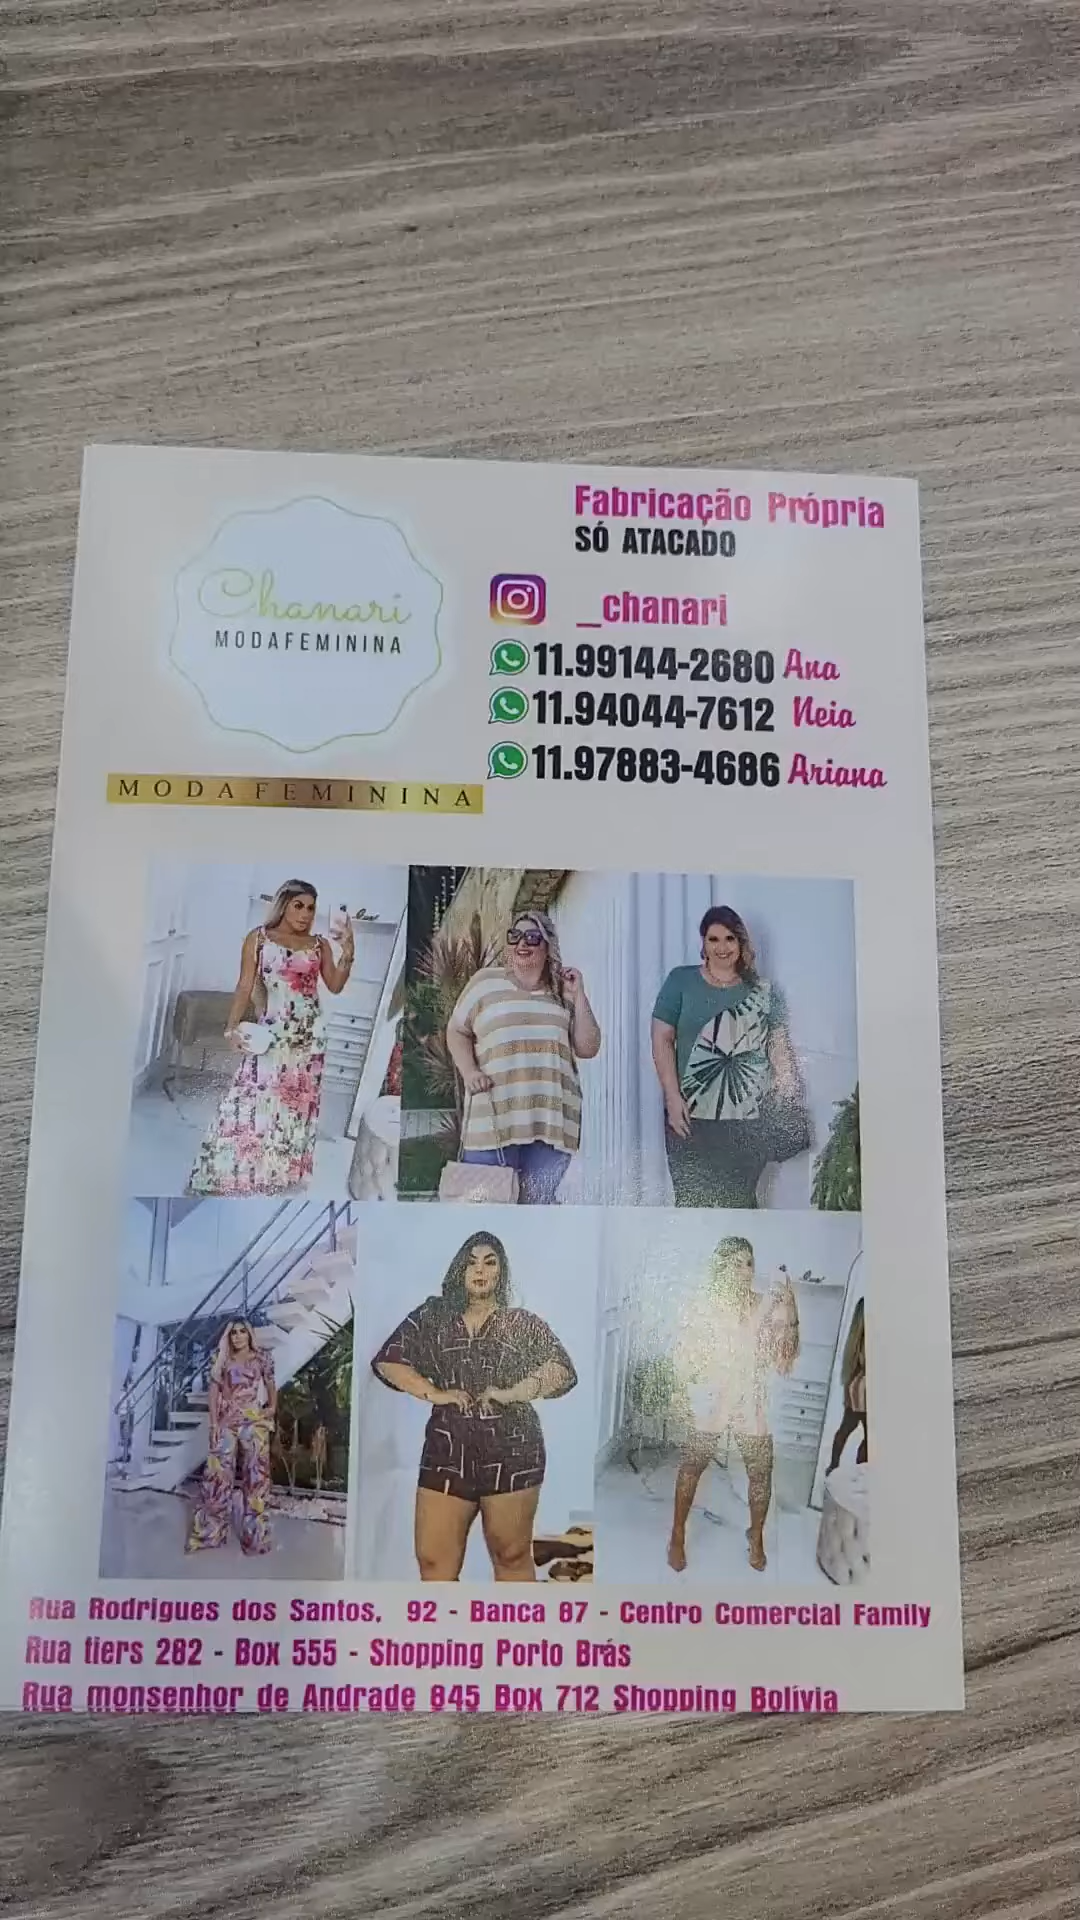 Chanari
MODAFEMININA
MODA FEMININA
Fabricação Própria
SÓ ATACADO
_chanari
11.99144-2680 Ana
11.94044-7612 Neia
11.97883-4686 Ariana
Rua Rodrigues dos Santos, 92 - Banca 87 - Centro Comercial Family
Rua tiers 282 - Box 555 - Shopping Porto Brás
Rua monsenhor de Andrade 845 Box 712 Shopping Bolívia